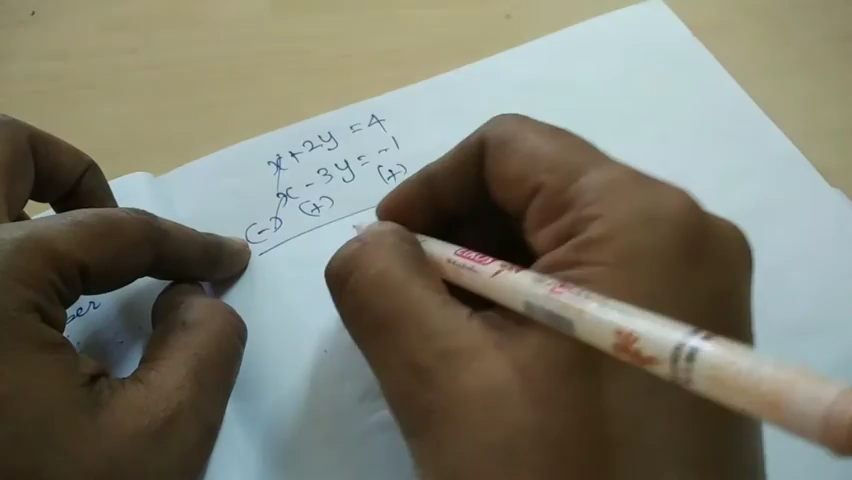 x+2y=4
x-3y=-1
(-) (+) (+)